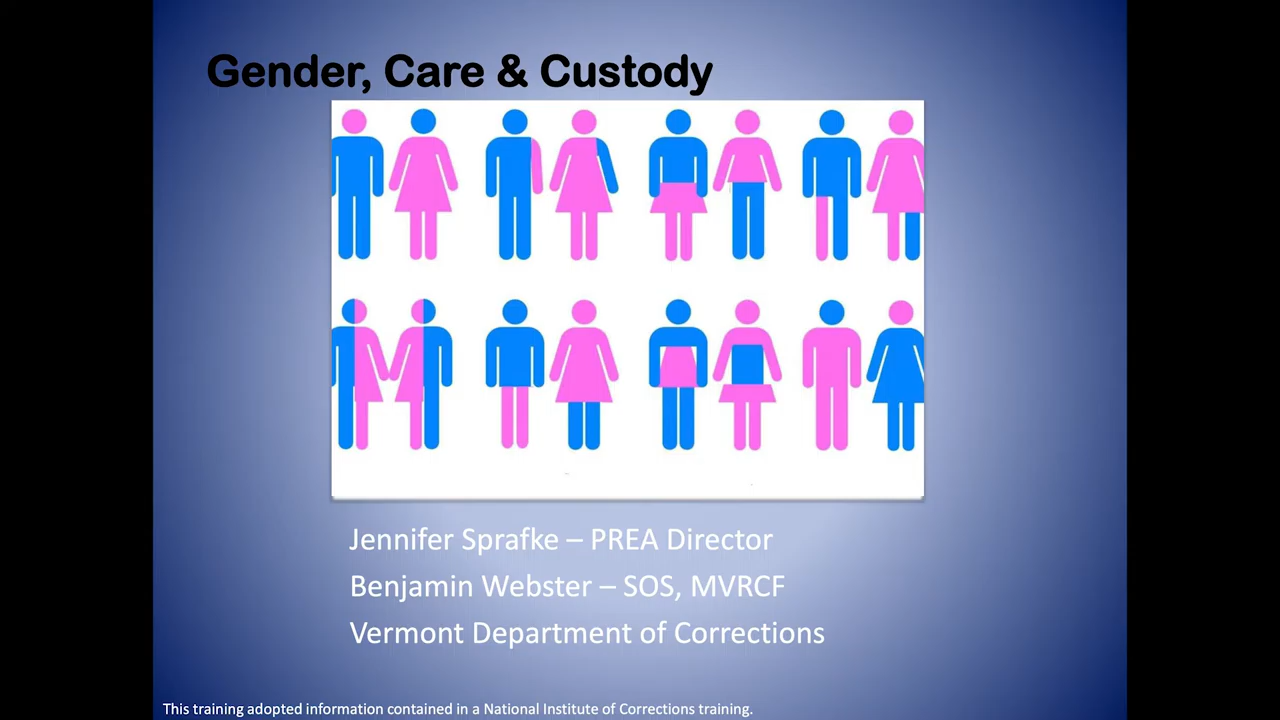 Gender, Care & Custody
Jennifer Sprafke – PREA Director
Benjamin Webster – SOS, MVRCF
Vermont Department of Corrections
This training adopted information contained in a National Institute of Corrections training.